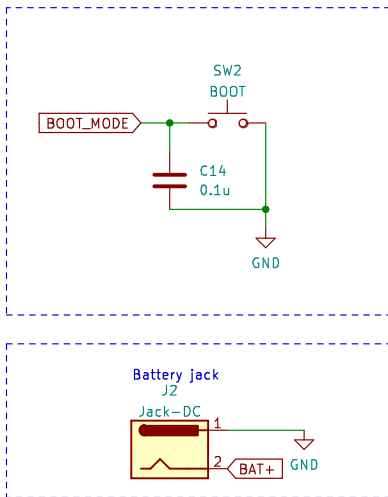 SW2
BOOT
BOOT_MODE
C14
0.1u
GND
Battery jack
J2
Jack-DC
1
2
BAT+
GND